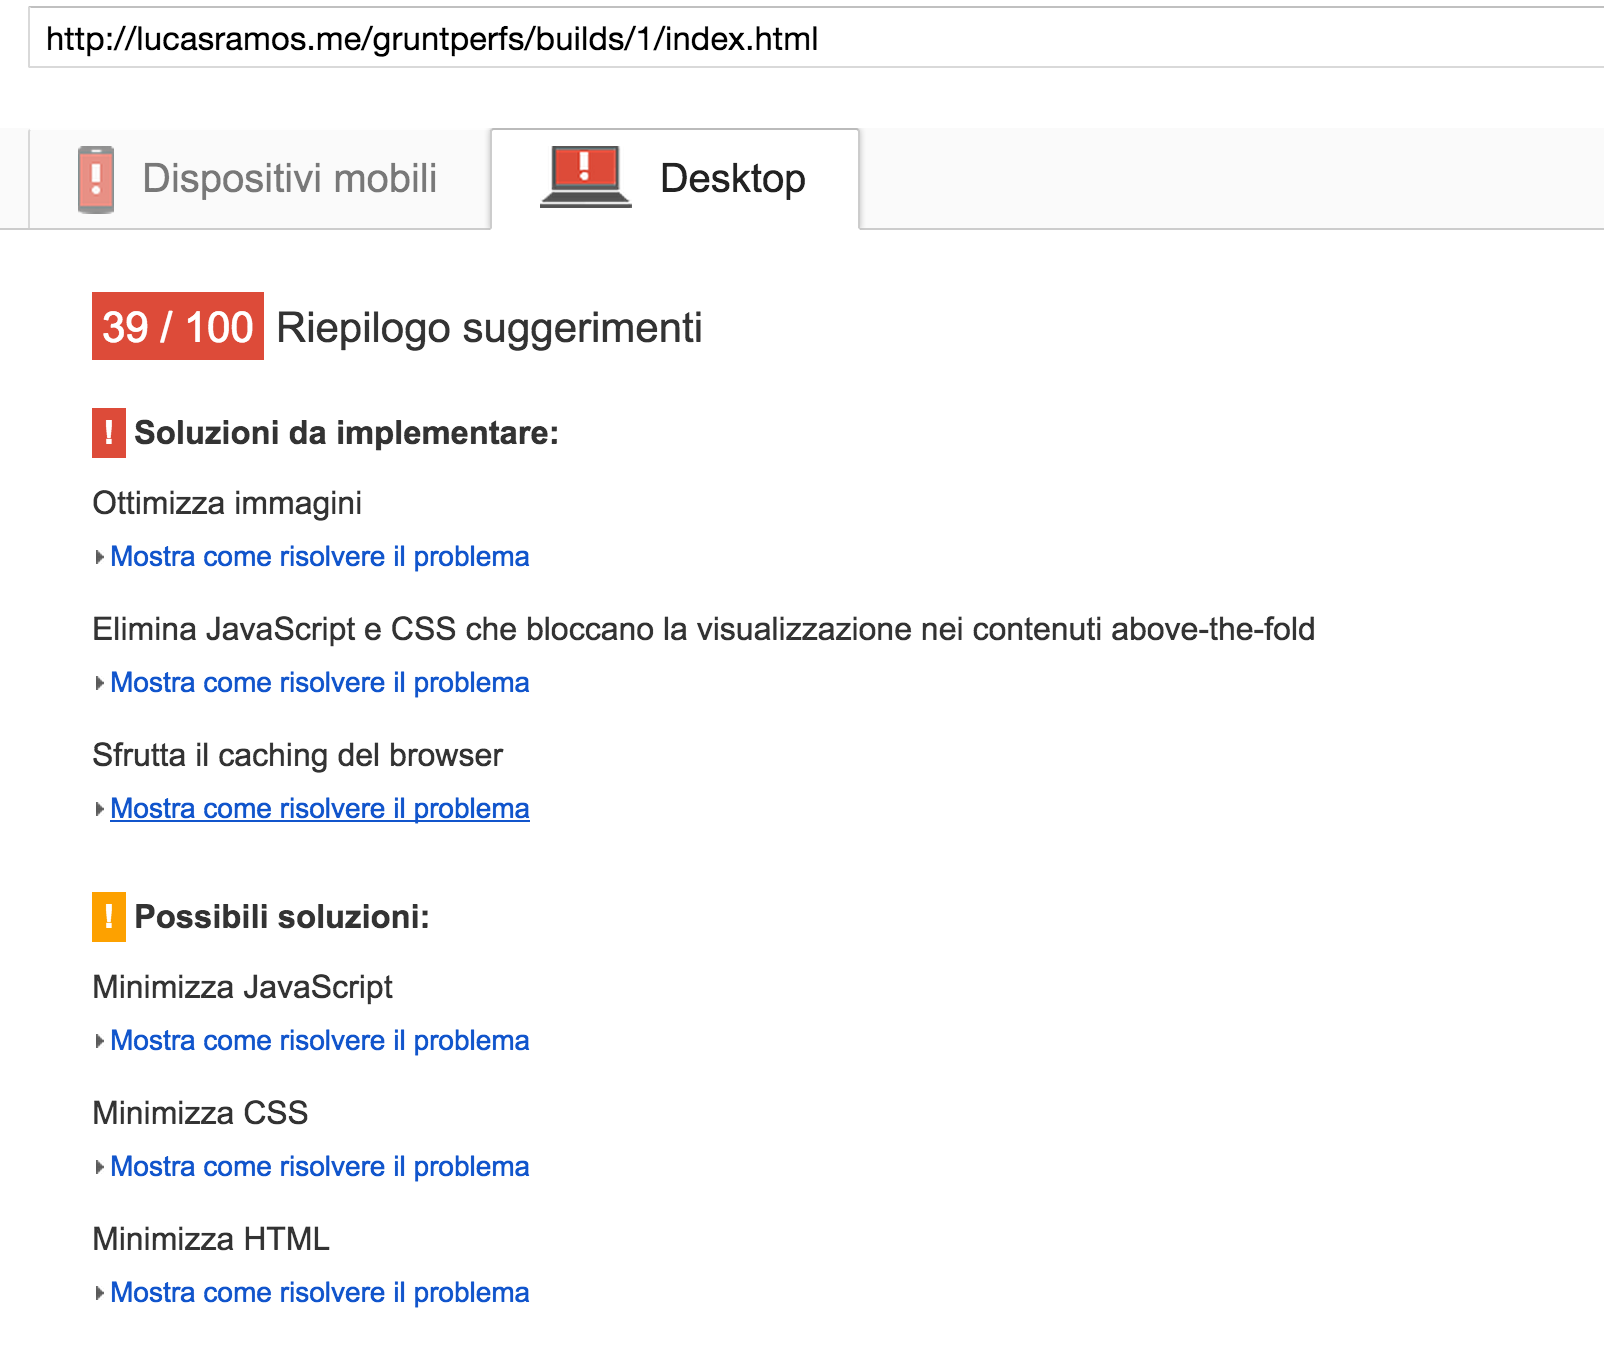 http://lucasramos.me/gruntperfs/builds/1/index.html
Dispositivi mobili
Desktop
39 / 100 Riepilogo suggerimenti
! Soluzioni da implementare:
Ottimizza immagini
Mostra come risolvere il problema
Elimina JavaScript e CSS che bloccano la visualizzazione nei contenuti above-the-fold
Mostra come risolvere il problema
Sfrutta il caching del browser
Mostra come risolvere il problema
! Possibili soluzioni:
Minimizza JavaScript
Mostra come risolvere il problema
Minimizza CSS
Mostra come risolvere il problema
Minimizza HTML
Mostra come risolvere il problema